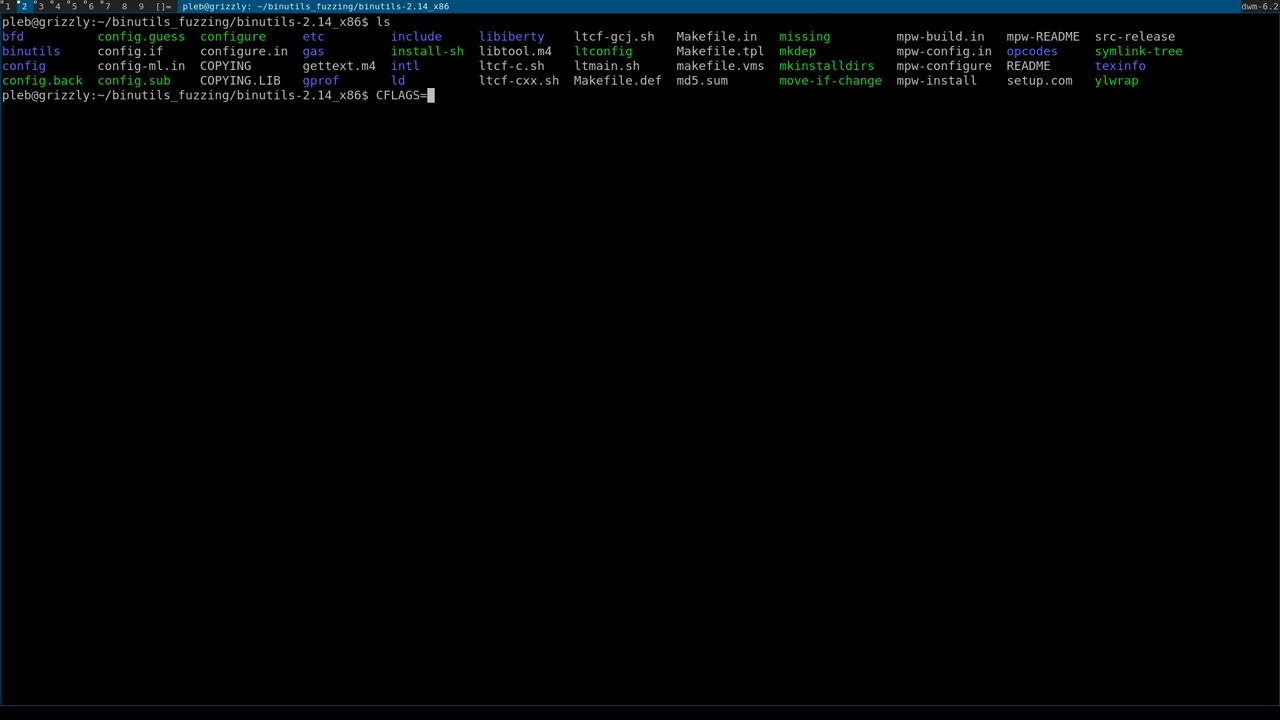 1 2 3 4 5 6 7 8 9 []= pleb@grizzly: ~/binutils_fuzzing/binutils-2.14_x86 dwm-6.2
pleb@grizzly:~/binutils_fuzzing/binutils-2.14_x86$ ls
bfd config.guess configure etc include libiberty ltcf-gcj.sh Makefile.in missing mpw-build.in mpw-README src-release
binutils config.if configure.in gas install-sh libtool.m4 ltconfig Makefile.tpl mkdep mpw-config.in opcodes symlink-tree
config config-ml.in COPYING gettext.m4 intl ltcf-c.sh ltmain.sh makefile.vms mkinstalldirs mpw-configure README texinfo
config.back config.sub COPYING.LIB gprof ld ltcf-cxx.sh Makefile.def md5.sum move-if-change mpw-install setup.com ylwrap
pleb@grizzly:~/binutils_fuzzing/binutils-2.14_x86$ CFLAGS=